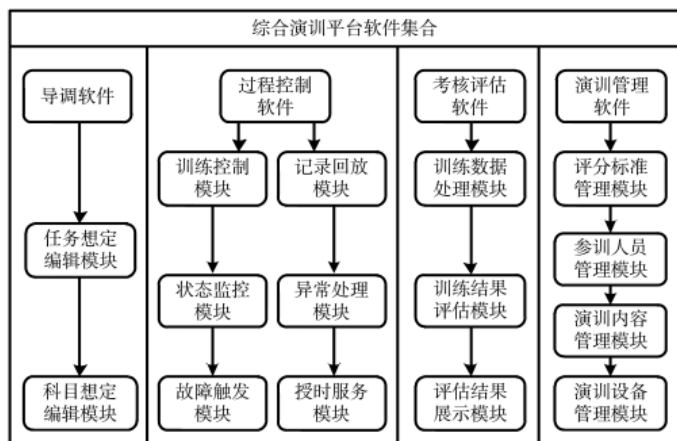 综合演训平台软件集合
导调软件
任务想定
编辑模块
科目想定
编辑模块
过程控制
软件
训练控制
模块
记录回放
模块
状态监控
模块
异常处理
模块
故障触发
模块
授时服务
模块
考核评估
软件
训练数据
处理模块
训练结果
评估模块
评估结果
展示模块
演训管理
软件
评分标准
管理模块
参训人员
管理模块
演训内容
管理模块
演训设备
管理模块